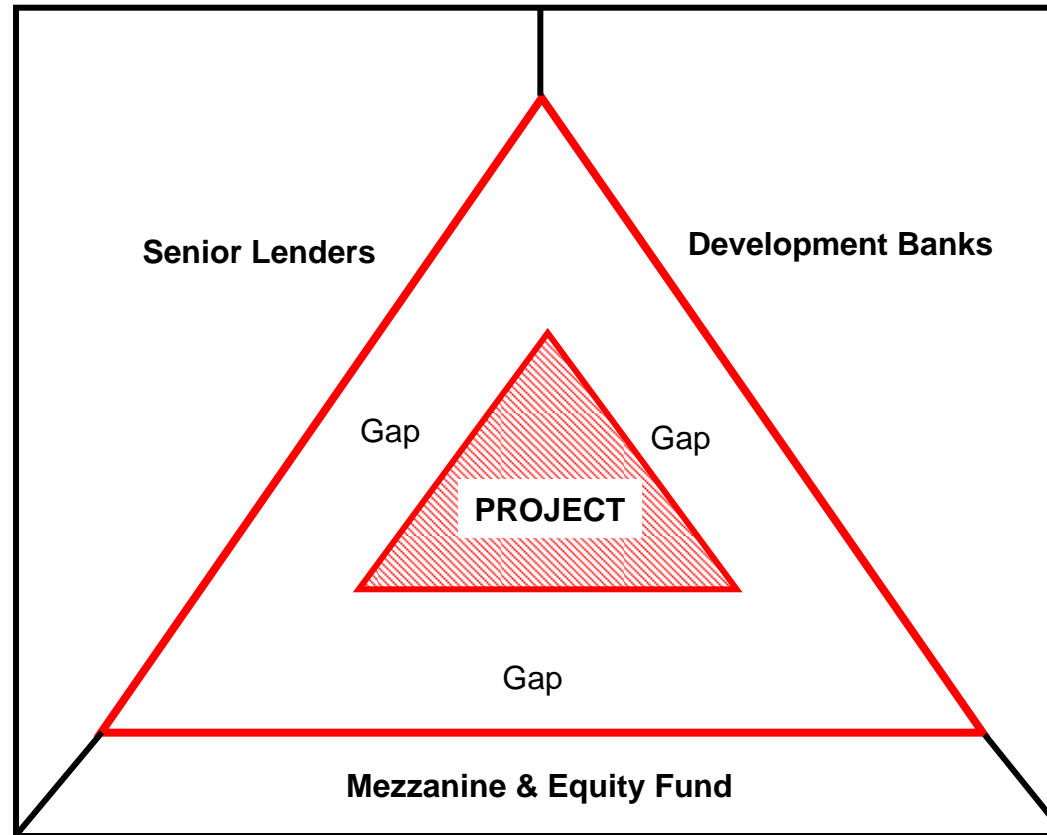 Senior Lenders
Development Banks
Gap
Gap
PROJECT
Gap
Mezzanine & Equity Fund